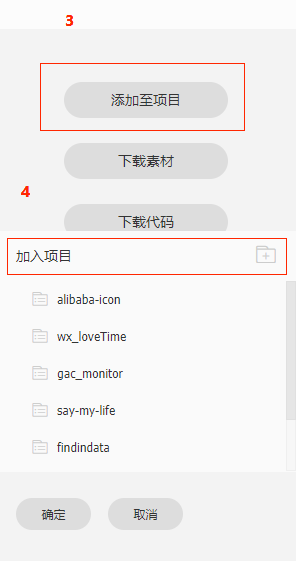 3
添加至项目
下载素材
4
下载代码
加入项目
alibaba-icon
wx_loveTime
gac_monitor
say-my-life
findindata
确定
取消